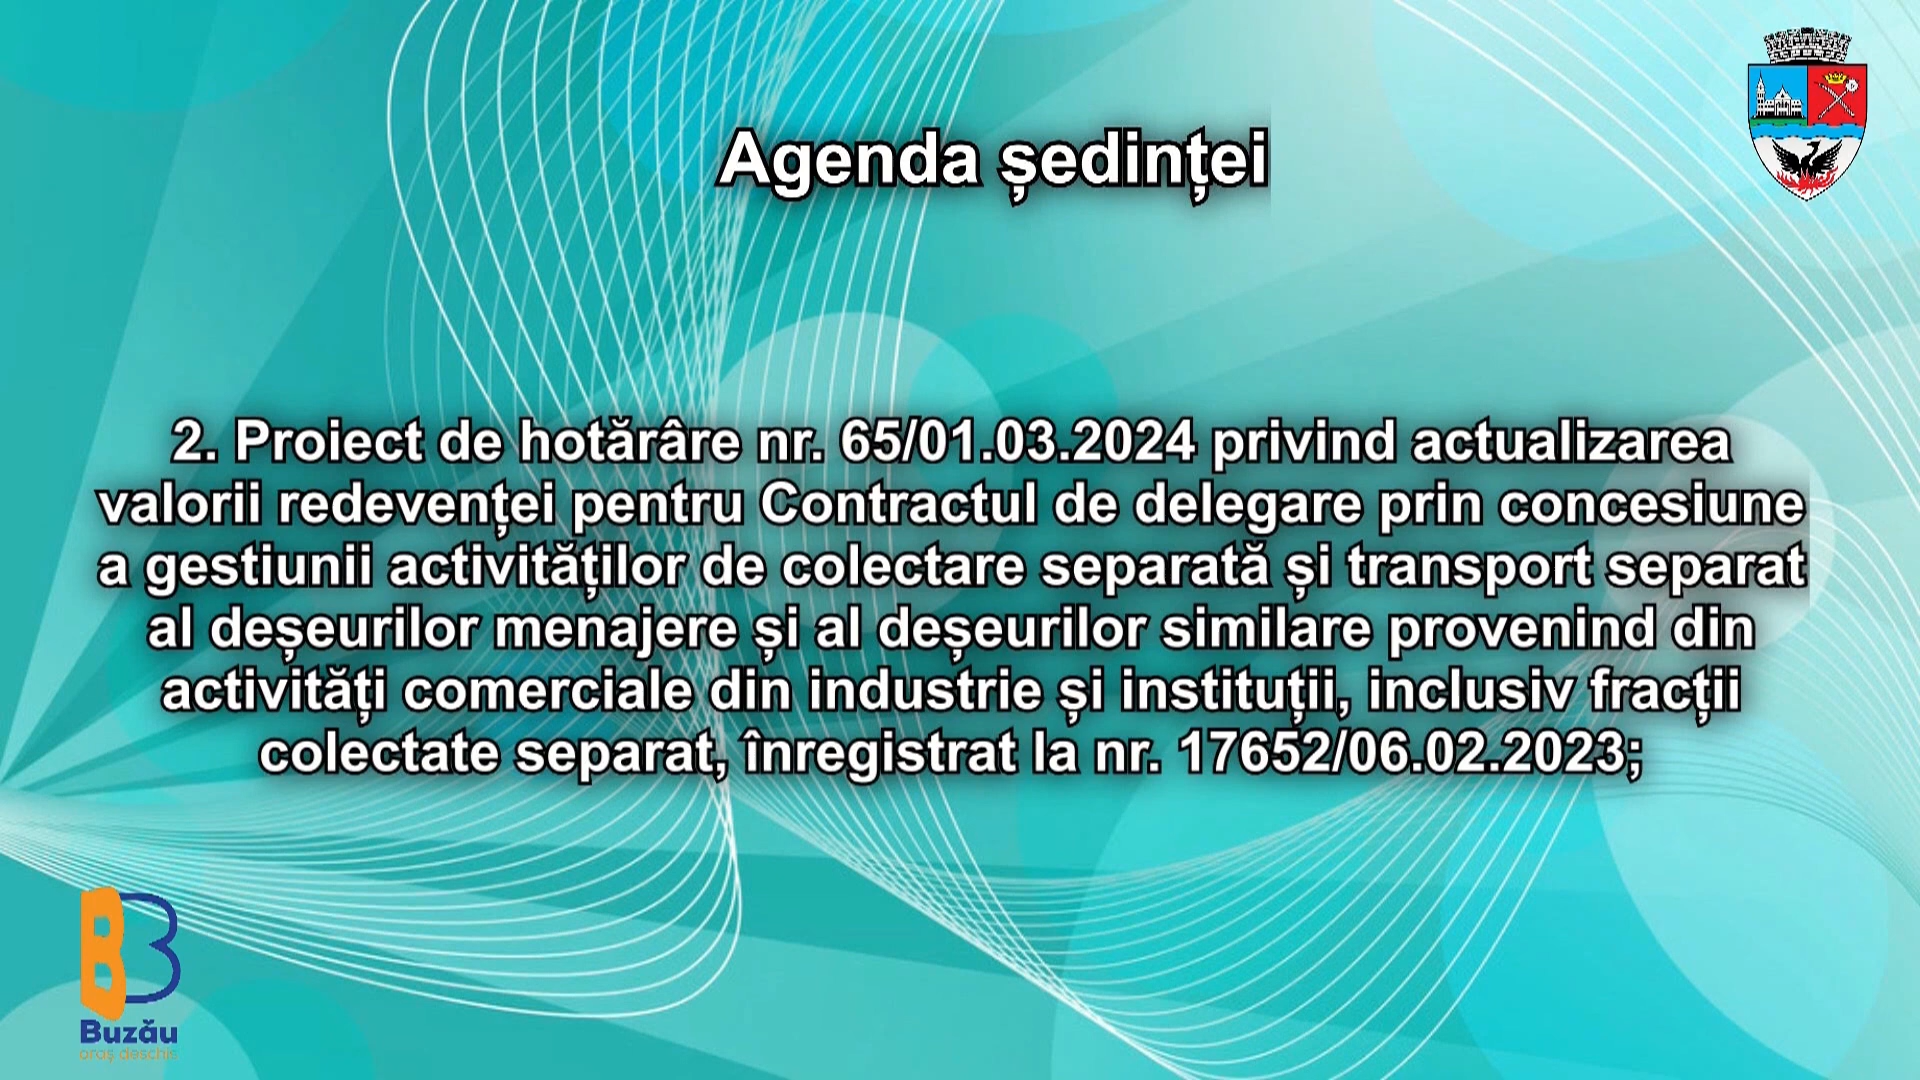 Agenda ședinței
2. Proiect de hotărâre nr. 65/01.03.2024 privind actualizarea
valorii redevenței pentru Contractul de delegare prin concesiune
a gestiunii activităților de colectare separată și transport separat
al deșeurilor menajere și al deșeurilor similare provenind din
activități comerciale din industrie și instituții, inclusiv fracții
colectate separat, înregistrat la nr. 17652/06.02.2023;
Buzău
oraș deschis